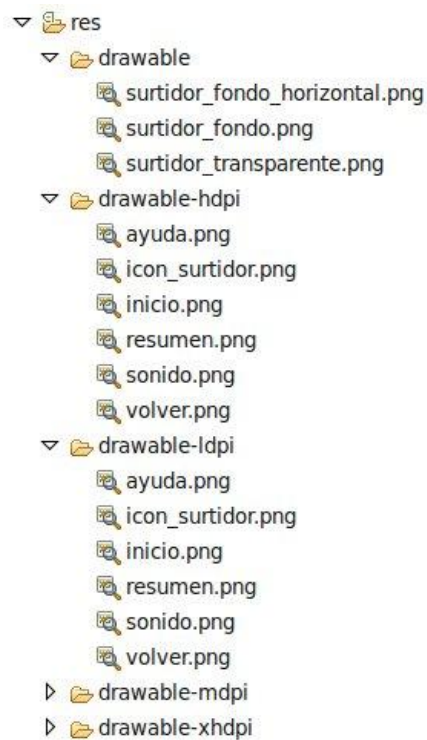 res
drawable
surtidor_fondo_horizontal.png
surtidor_fondo.png
surtidor_transparente.png
drawable-hdpi
ayuda.png
icon_surtidor.png
inicio.png
resumen.png
sonido.png
volver.png
drawable-ldpi
ayuda.png
icon_surtidor.png
inicio.png
resumen.png
sonido.png
volver.png
drawable-mdpi
drawable-xhdpi